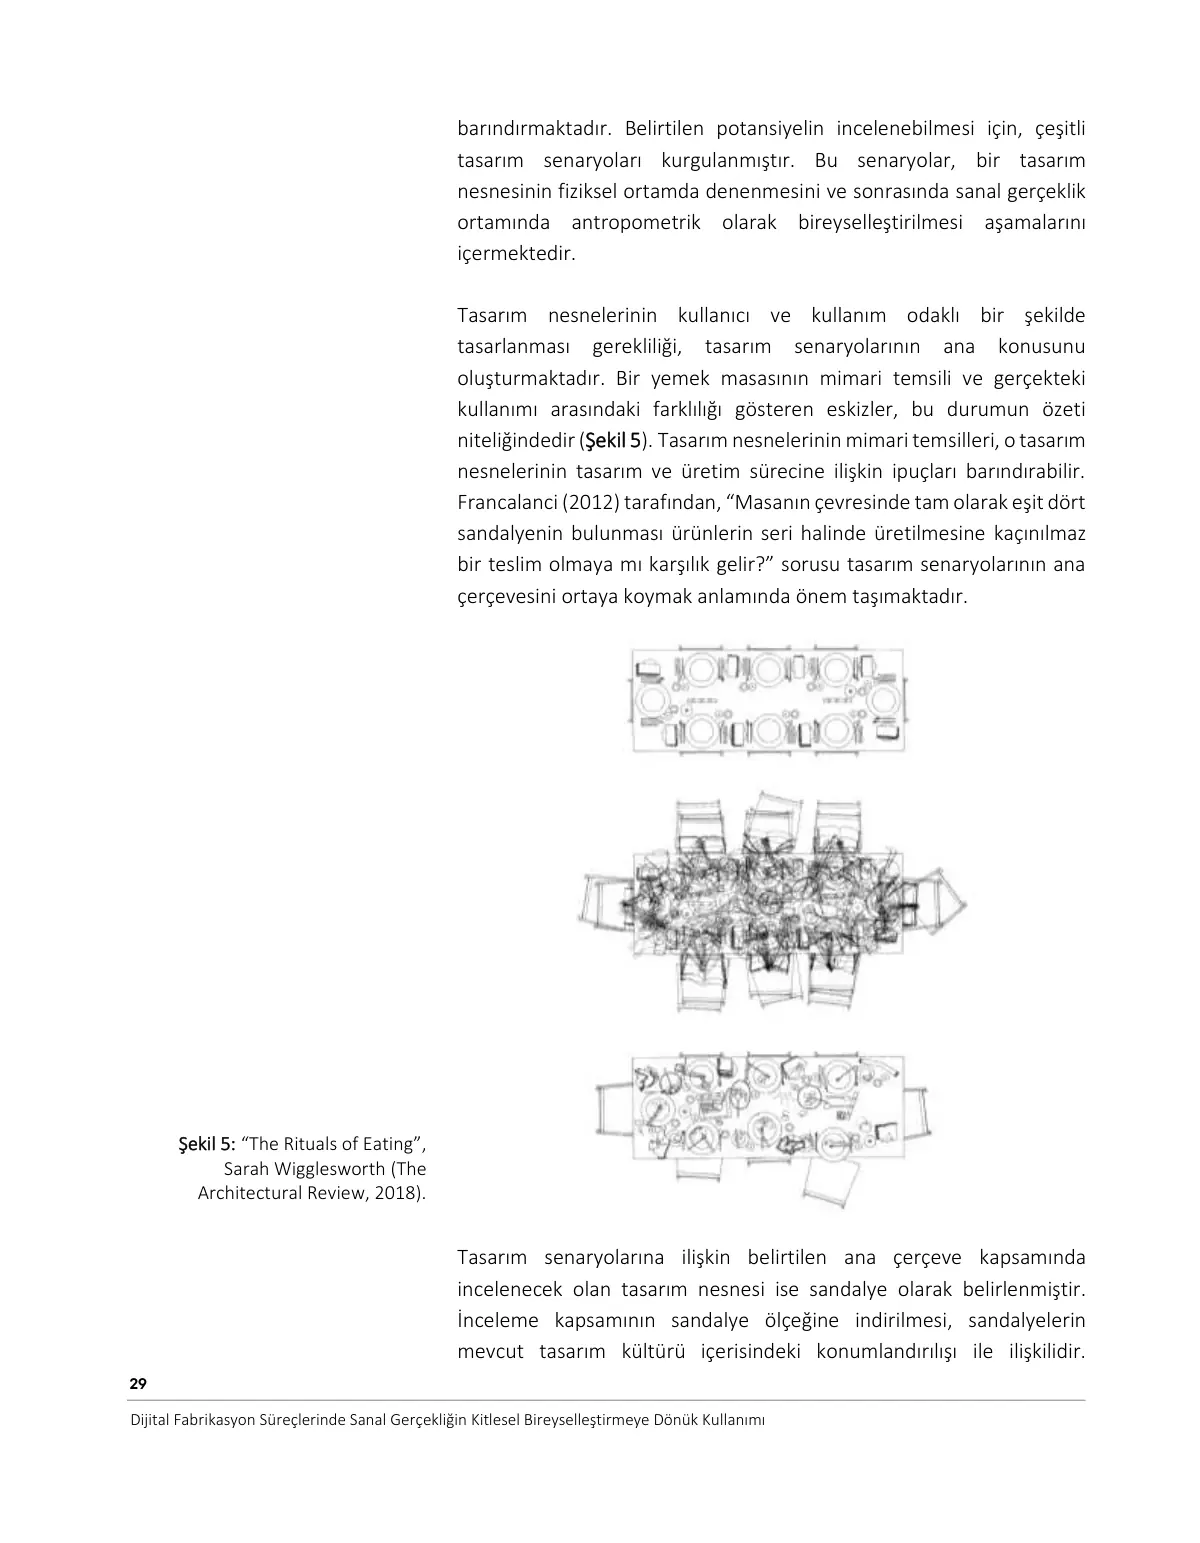 barındırmaktadır. Belirtilen potansiyelin incelenebilmesi için, çeşitli
tasarım senaryoları kurgulanmıştır. Bu senaryolar, bir tasarım
nesnesinin fiziksel ortamda denenmesini ve sonrasında sanal gerçeklik
ortamında antropometrik olarak bireyselleştirilmesi aşamalarını
içermektedir.
Tasarım nesnelerinin kullanıcı ve kullanım odaklı bir şekilde
tasarlanması gerekliliği, tasarım senaryolarının ana konusunu
oluşturmaktadır. Bir yemek masasının mimari temsili ve gerçekteki
kullanımı arasındaki farklılığı gösteren eskizler, bu durumun özeti
niteliğindedir (Şekil 5). Tasarım nesnelerinin mimari temsilleri, o tasarım
nesnelerinin tasarım ve üretim sürecine ilişkin ipuçları barındırabilir.
Francalanci (2012) tarafından, “Masanın çevresinde tam olarak eşit dört
sandalyenin bulunması ürünlerin seri halinde üretilmesine kaçınılmaz
bir teslim olmaya mı karşılık gelir?” sorusu tasarım senaryolarının ana
çerçevesini ortaya koymak anlamında önem taşımaktadır.
Şekil 5: “The Rituals of Eating”,
Sarah Wigglesworth (The
Architectural Review, 2018).
Tasarım senaryolarına ilişkin belirtilen ana çerçeve kapsamında
incelenecek olan tasarım nesnesi ise sandalye olarak belirlenmiştir.
İnceleme kapsamının sandalye ölçeğine indirilmesi, sandalyelerin
mevcut tasarım kültürü içerisindeki konumlandırılışı ile ilişkilidir.
29
Dijital Fabrikasyon Süreçlerinde Sanal Gerçekliğin Kitlesel Bireyselleştirmeye Dönük Kullanımı